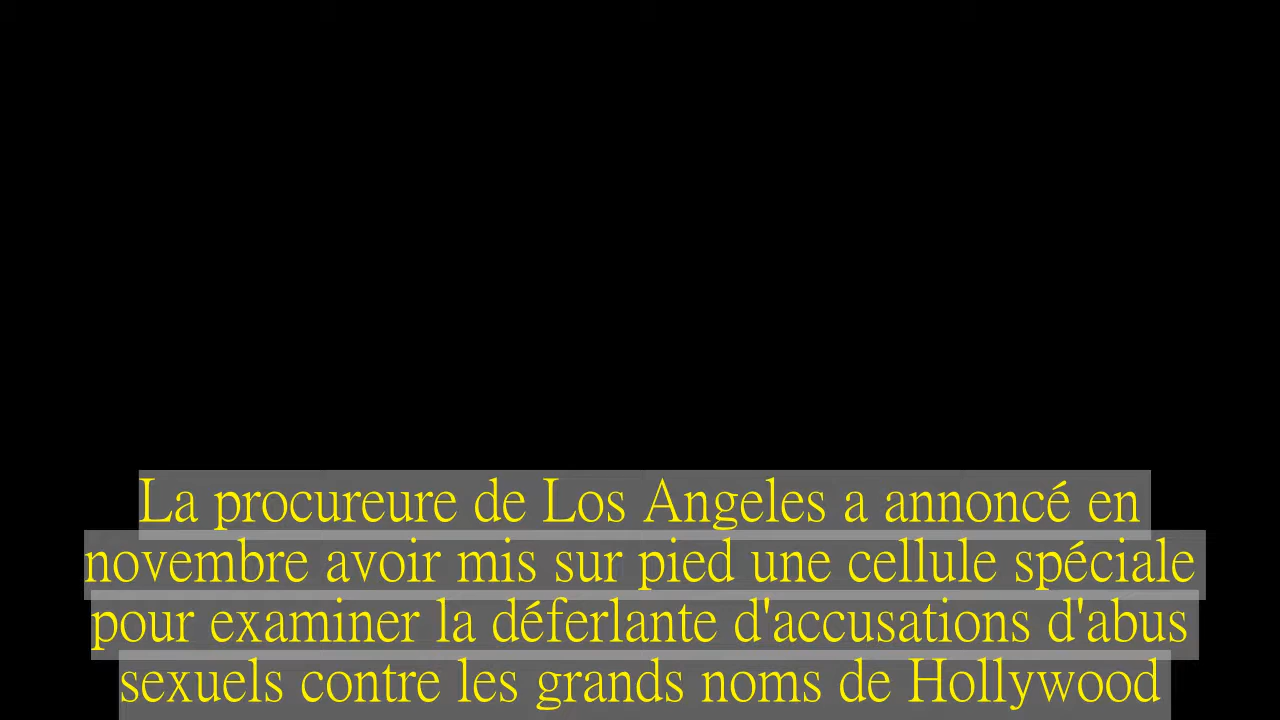 La procureure de Los Angeles a annoncé en
novembre avoir mis sur pied une cellule spéciale
pour examiner la déferlante d'accusations d'abus
sexuels contre les grands noms de Hollywood